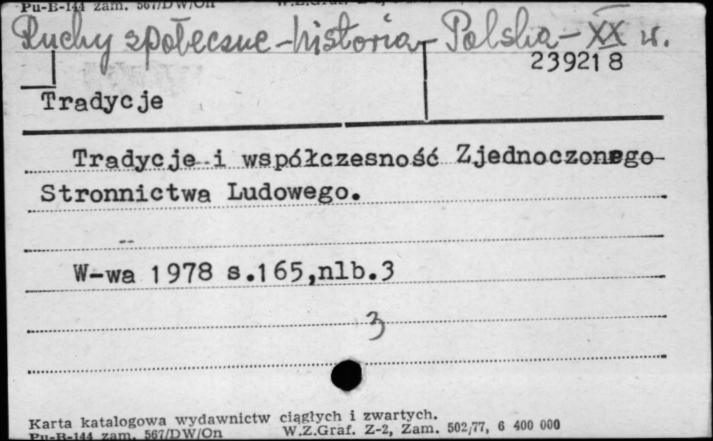 Pu-B-144 zam. 567/DW/On
Ruchy społeczne - historia - Polska - XX w.
239218
Tradycje
Tradycje i współczesność Zjednoczonego
Stronnictwa Ludowego.
W-wa 1978 s.165,nlb.3
3
Karta katalogowa wydawnictw ciągłych i zwartych.
Pu-B-144 zam. 567/DW/On W.Z.Graf. Z-2, Zam. 502/77, 6 400 000